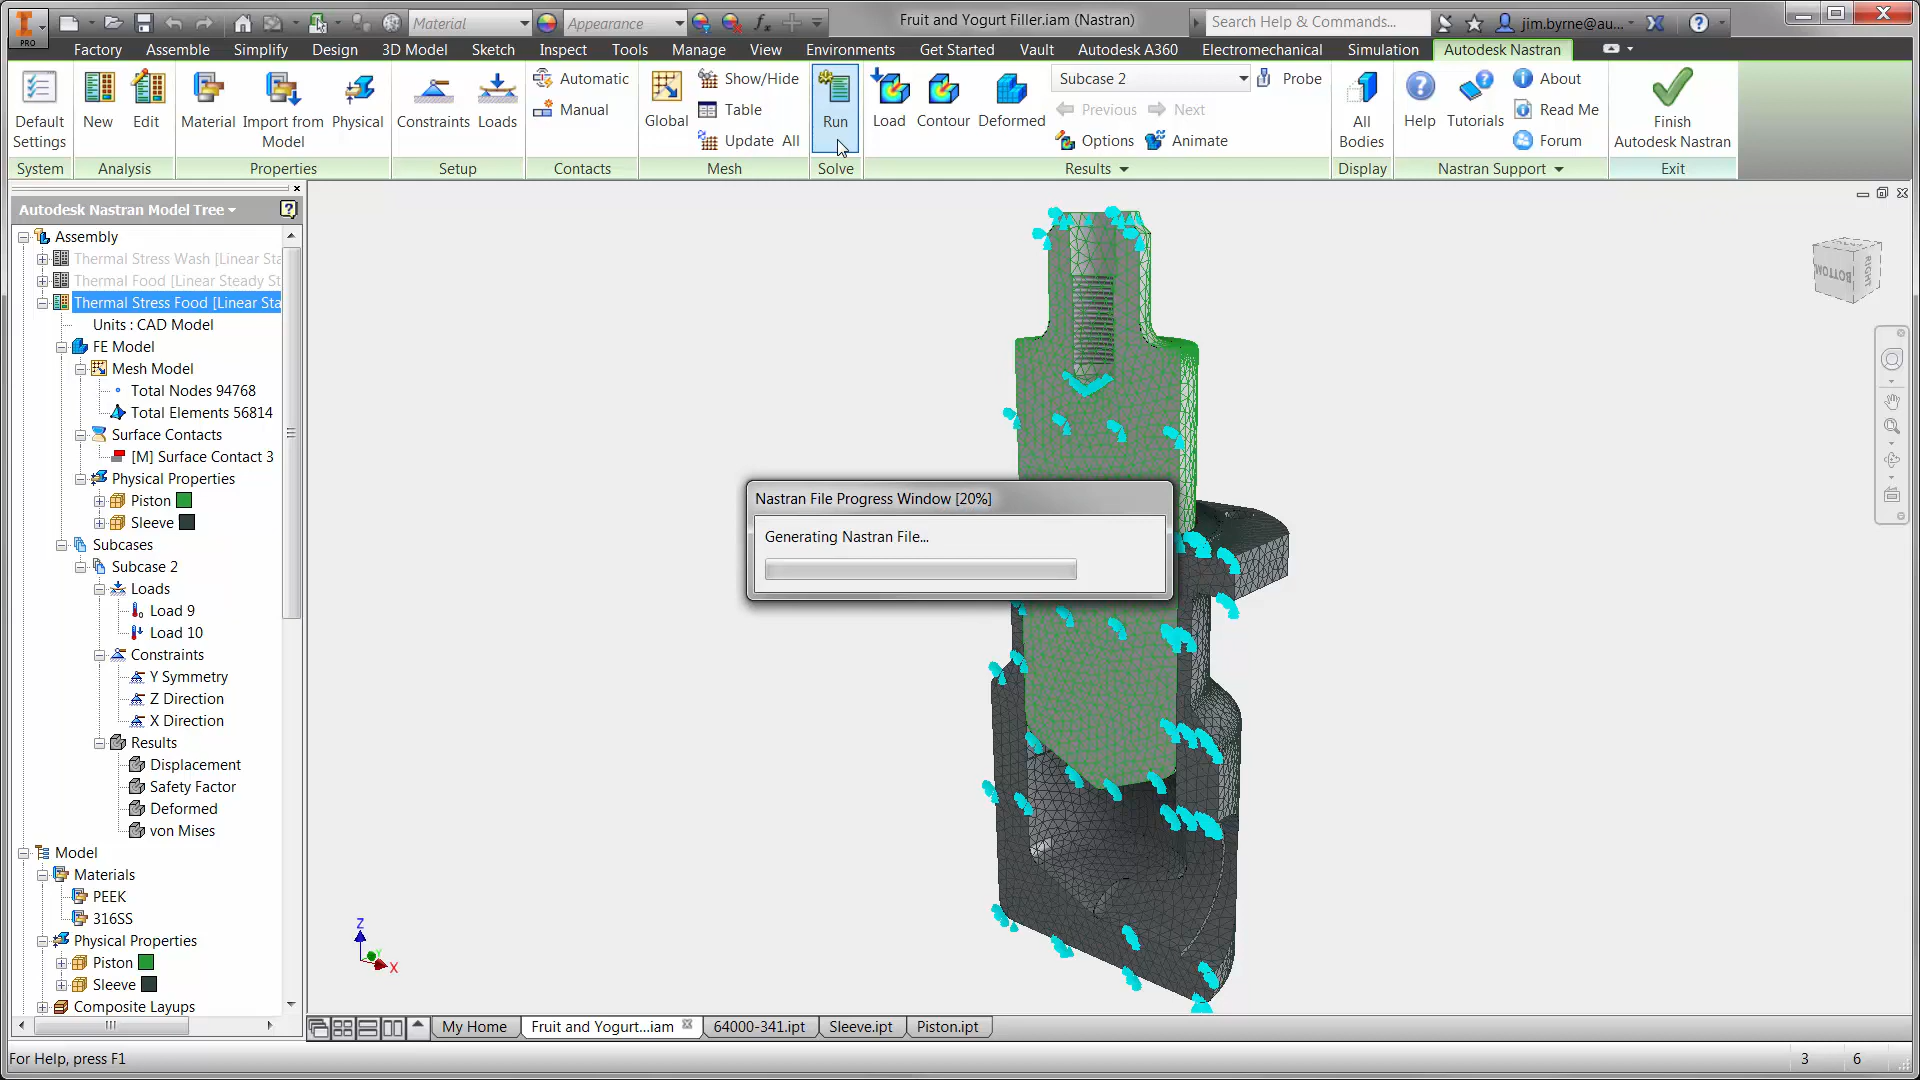 PRO
Material
Appearance
Fruit and Yogurt Filler.iam (Nastran)
Search Help & Commands...
jim.byrne@au...
Factory Assemble Simplify Design 3D Model Sketch Inspect Tools Manage View Environments Get Started Vault Autodesk A360 Electromechanical Simulation Autodesk Nastran
Default Settings
New
Edit
Material
Import from Model
Physical
Constraints
Loads
Automatic
Manual
Global
Show/Hide
Table
Update All
Run
Load
Contour
Deformed
Subcase 2
Probe
Previous
Next
Options
Animate
All Bodies
Help
Tutorials
About
Read Me
Forum
Finish Autodesk Nastran
System Analysis Properties Setup Contacts Mesh Solve Results Display Nastran Support Exit
Autodesk Nastran Model Tree
Assembly
Thermal Stress Wash [Linear Sta
Thermal Food [Linear Steady St
Thermal Stress Food [Linear Sta
Units : CAD Model
FE Model
Mesh Model
Total Nodes 94768
Total Elements 56814
Surface Contacts
[M] Surface Contact 3
Physical Properties
Piston
Sleeve
Subcases
Subcase 2
Loads
Load 9
Load 10
Constraints
Y Symmetry
Z Direction
X Direction
Results
Displacement
Safety Factor
Deformed
von Mises
Model
Materials
PEEK
316SS
Physical Properties
Piston
Sleeve
Composite Layups
BOTTOM
RIGHT
Nastran File Progress Window [20%]
Generating Nastran File...
Z
Y
X
My Home
Fruit and Yogurt...iam
64000-341.ipt
Sleeve.ipt
Piston.ipt
For Help, press F1
3 6